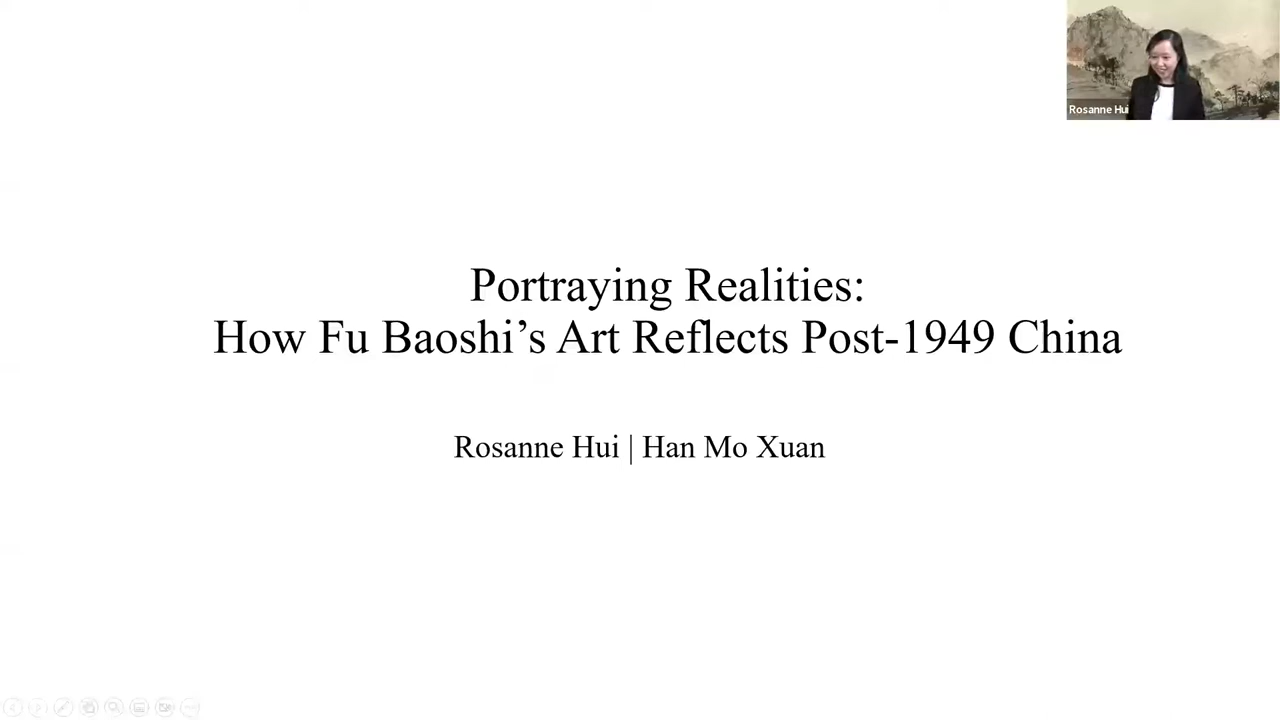 Rosanne Hui
Portraying Realities:
How Fu Baoshi’s Art Reflects Post-1949 China
Rosanne Hui | Han Mo Xuan